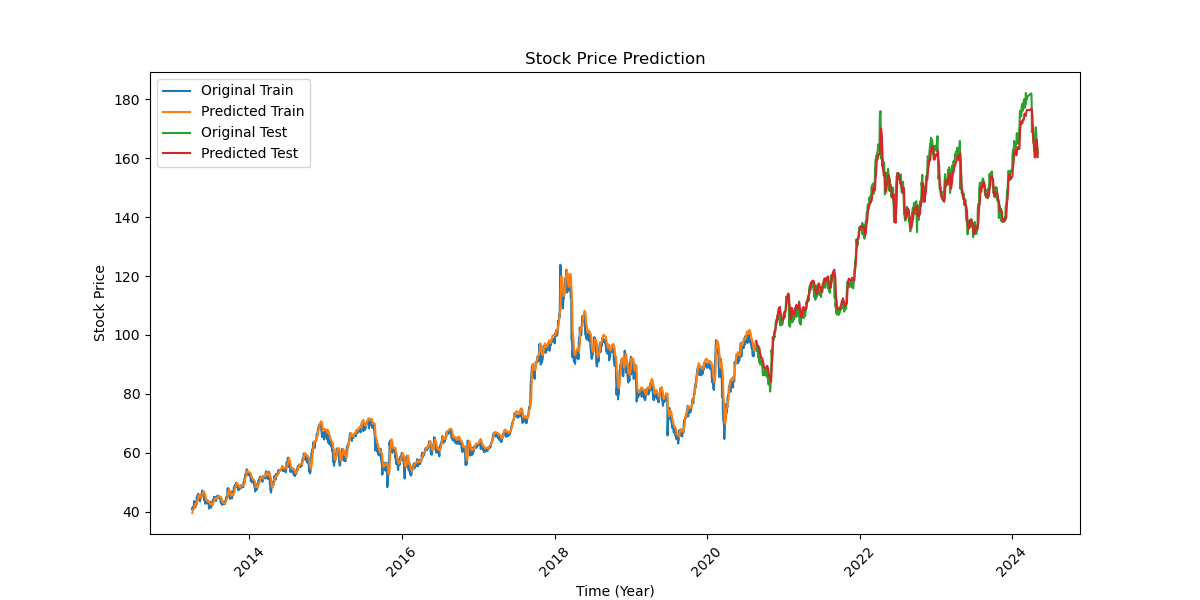 Stock Price Prediction
Original Train
Predicted Train
Original Test
Predicted Test
Stock Price
180
160
140
120
100
80
60
40
2014
2016
2018
2020
2022
2024
Time (Year)